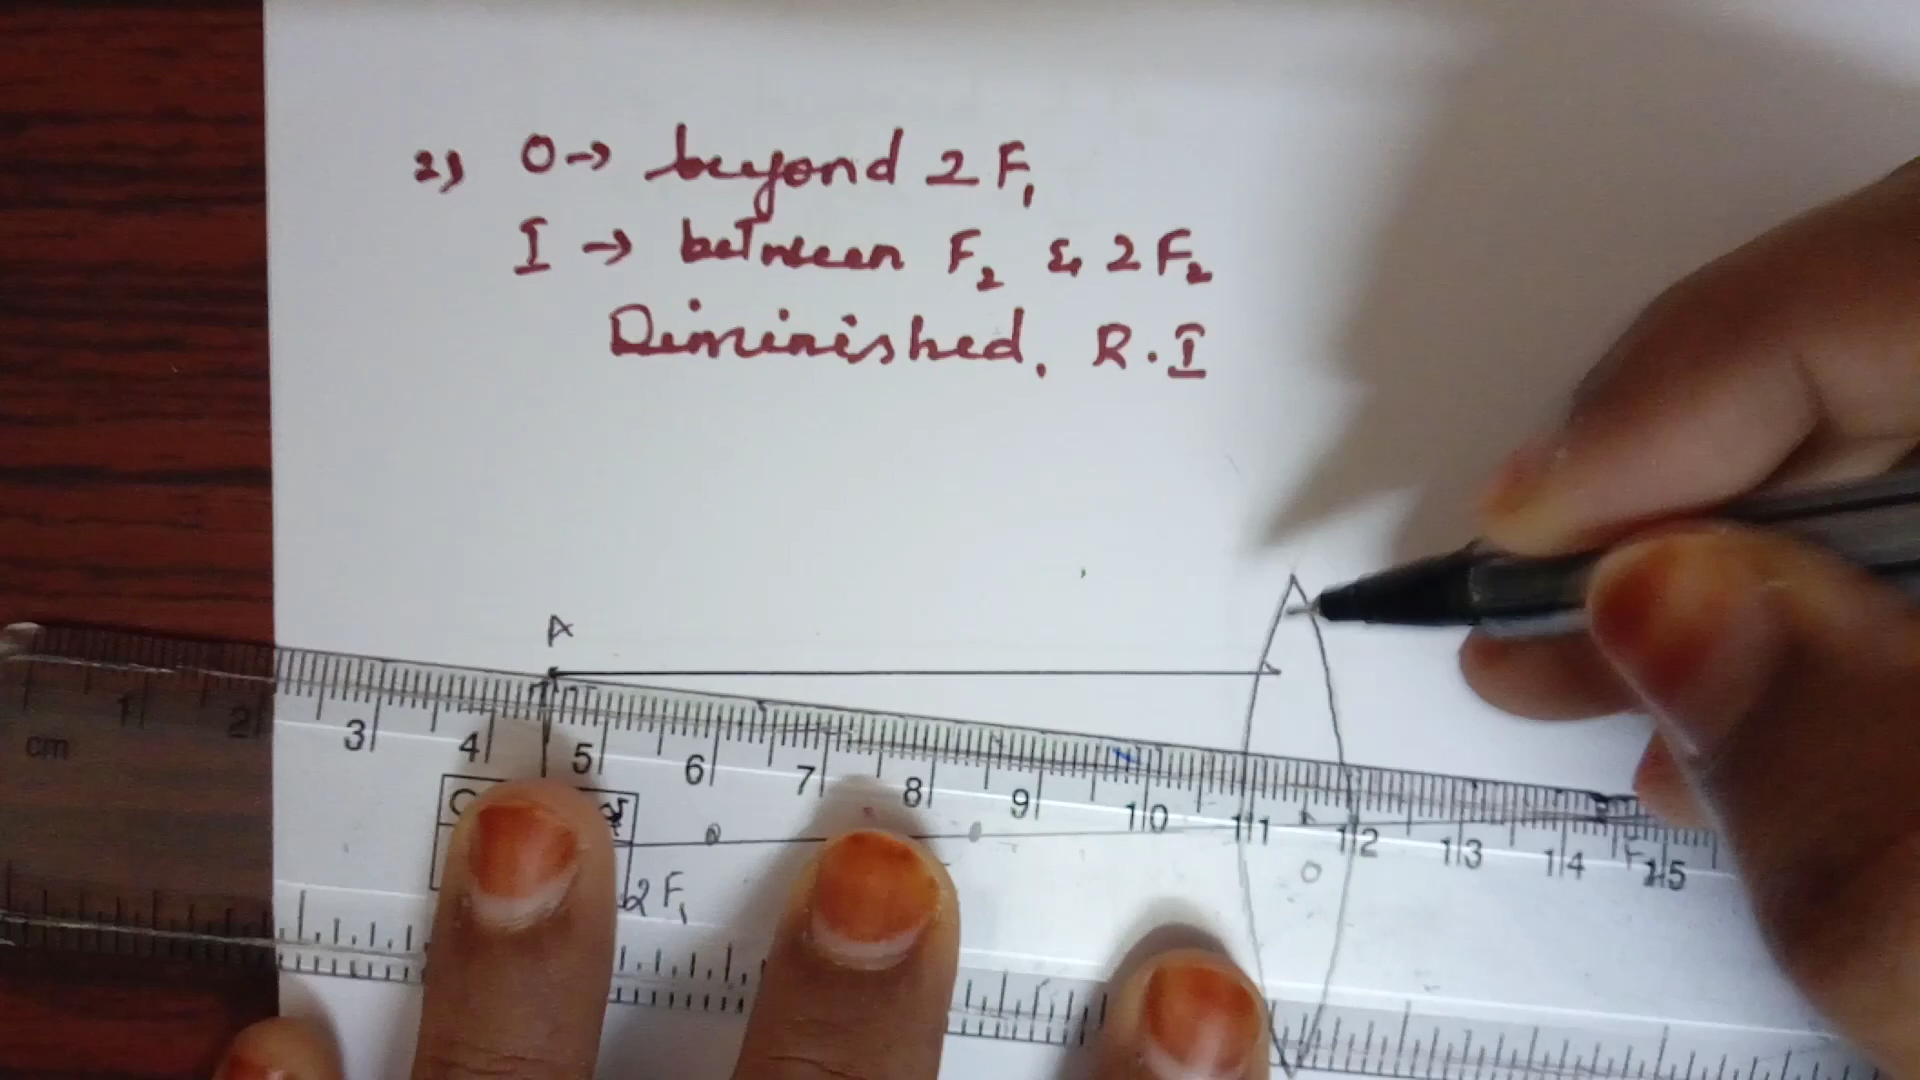 2) O → beyond 2F₁
I → between F₂ & 2F₂
Diminished. R.I
A
cm 1 2 3 4 5 6 7 8 9 10 11 12 13 14 15
2F₁
O